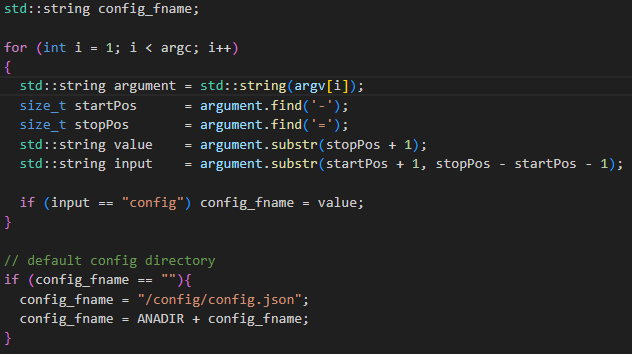 std::string config_fname;
for (int i = 1; i < argc; i++)
{
  std::string argument = std::string(argv[i]);
  size_t startPos      = argument.find('-');
  size_t stopPos       = argument.find('=');
  std::string value    = argument.substr(stopPos + 1);
  std::string input    = argument.substr(startPos + 1, stopPos - startPos - 1);
  if (input == "config") config_fname = value;
}
// default config directory
if (config_fname == ""){
  config_fname = "/config/config.json";
  config_fname = ANADIR + config_fname;
}